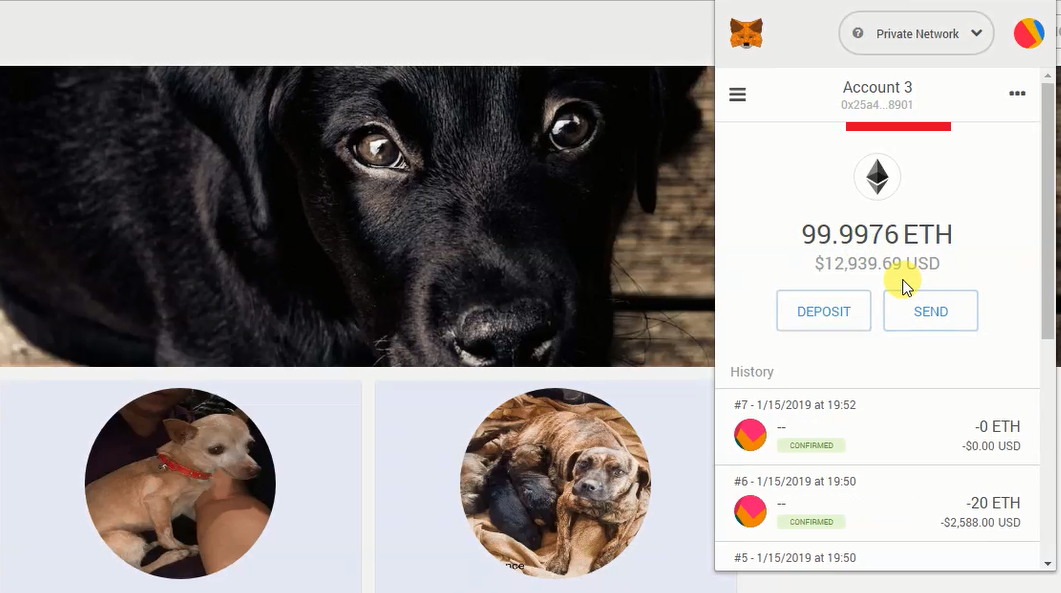 Private Network
Account 3
0x25a4...8901
99.9976 ETH
$12,939.69 USD
DEPOSIT
SEND
History
#7 - 1/15/2019 at 19:52
--
-0 ETH
CONFIRMED
-$0.00 USD
#6 - 1/15/2019 at 19:50
--
-20 ETH
CONFIRMED
-$2,588.00 USD
#5 - 1/15/2019 at 19:50